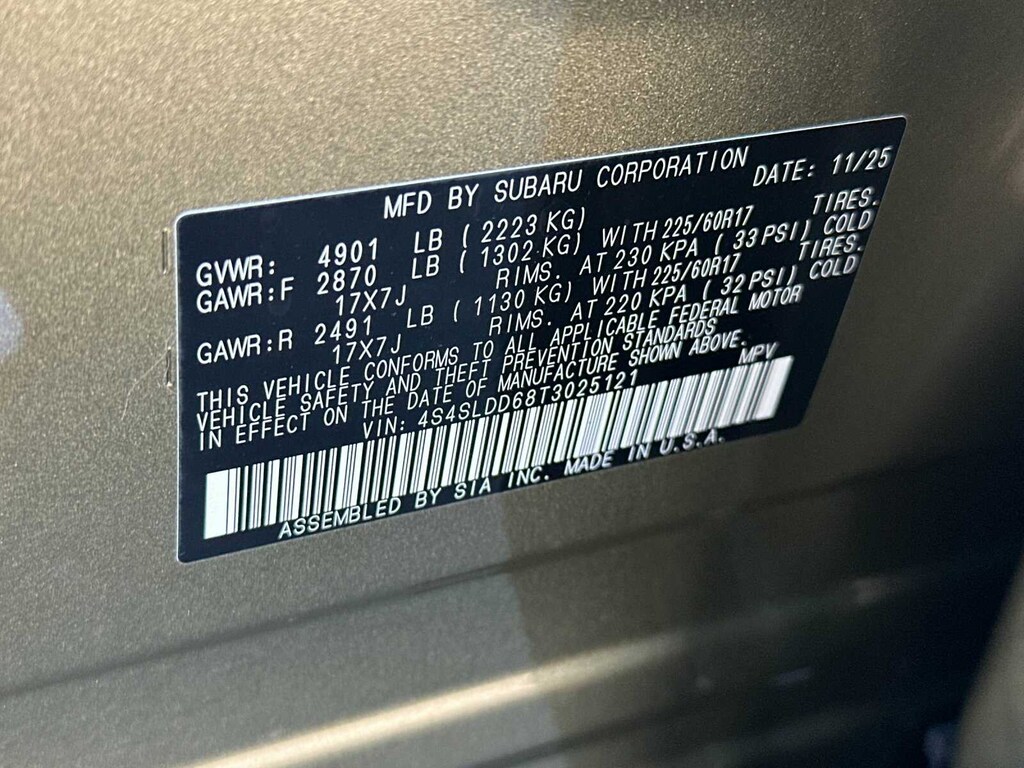 MFD BY SUBARU CORPORATION DATE: 11/25
GVWR: 4901 LB ( 2223 KG)
GAWR:F 2870 LB ( 1302 KG) WITH 225/60R17 TIRES.
17X7J RIMS. AT 230 KPA ( 33 PSI) COLD
GAWR:R 2491 LB ( 1130 KG) WITH 225/60R17 TIRES.
17X7J RIMS. AT 220 KPA ( 32 PSI) COLD
THIS VEHICLE CONFORMS TO ALL APPLICABLE FEDERAL MOTOR
VEHICLE SAFETY AND THEFT PREVENTION STANDARDS
IN EFFECT ON THE DATE OF MANUFACTURE SHOWN ABOVE.
VIN: 4S4SLDD68T3025121 MPV
ASSEMBLED BY SIA INC. MADE IN U.S.A.